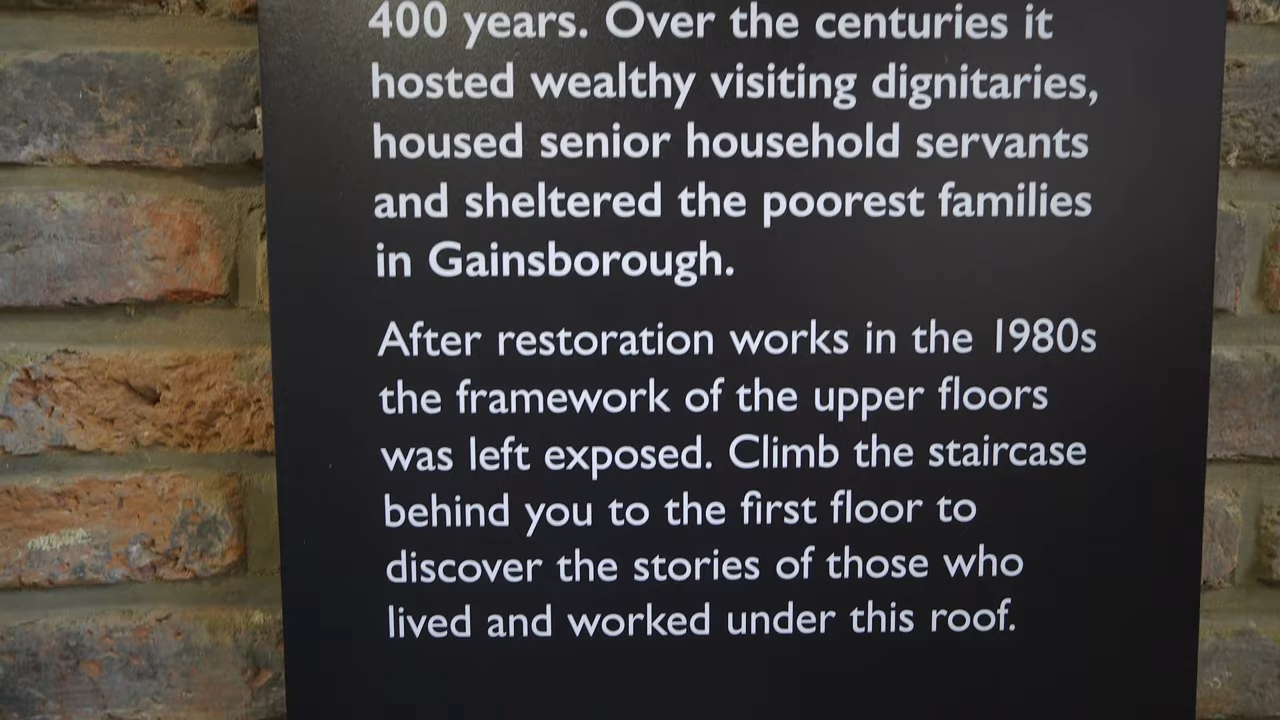 400 years. Over the centuries it
hosted wealthy visiting dignitaries,
housed senior household servants
and sheltered the poorest families
in Gainsborough.
After restoration works in the 1980s
the framework of the upper floors
was left exposed. Climb the staircase
behind you to the first floor to
discover the stories of those who
lived and worked under this roof.